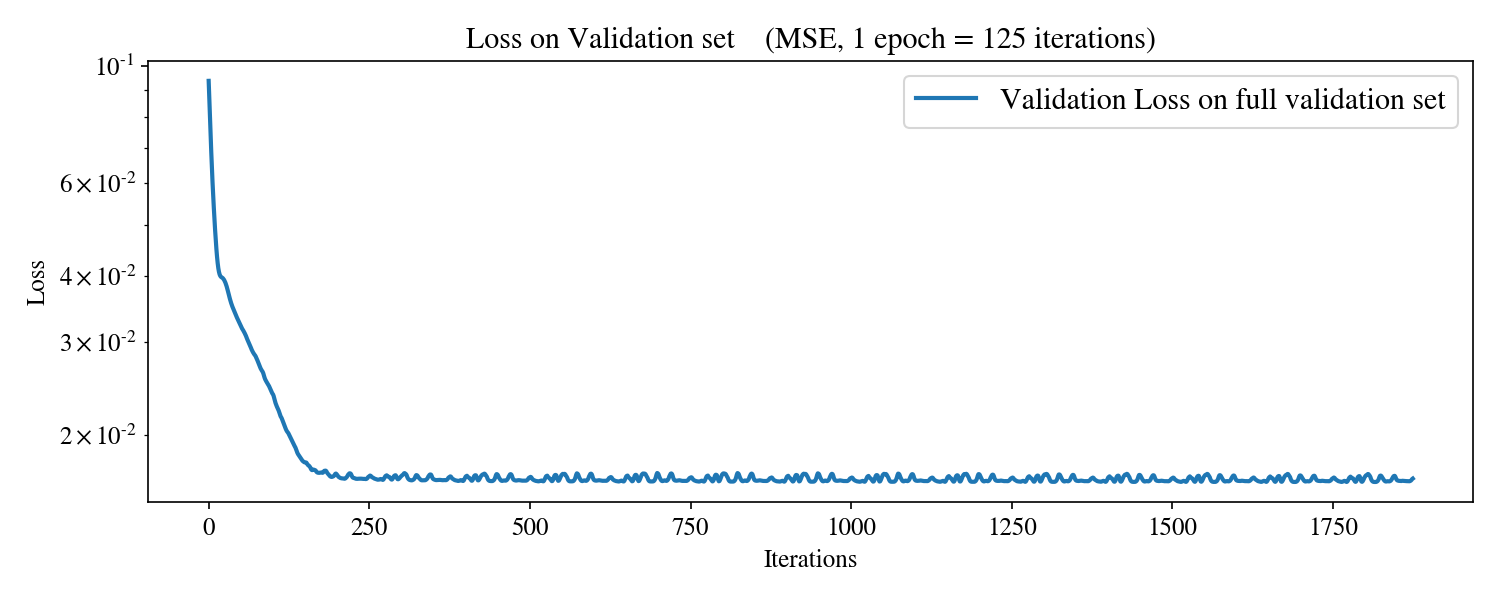 Loss on Validation set (MSE, 1 epoch = 125 iterations)
Validation Loss on full validation set
10⁻¹
6 × 10⁻²
4 × 10⁻²
3 × 10⁻²
2 × 10⁻²
Loss
0 250 500 750 1000 1250 1500 1750
Iterations